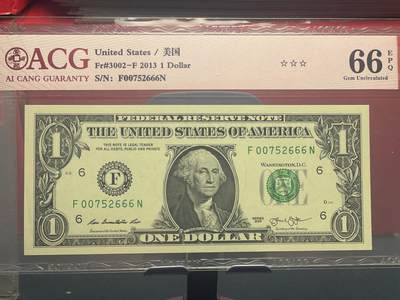 ACG
AI CANG GUARANTY
United States / 美国
Fr#3002-F 2013 1 Dollar
S/N: F00752666N
☆☆☆
66 EPQ
Gem Uncirculated
FEDERAL RESERVE NOTE
THE UNITED STATES OF AMERICA
1
1
THIS NOTE IS LEGAL TENDER
FOR ALL DEBTS, PUBLIC AND PRIVATE
F 00752666 N
WASHINGTON, D.C.
6
6
F
F 00752666 N
6
6
SERIES
2013
1
ONE DOLLAR
1